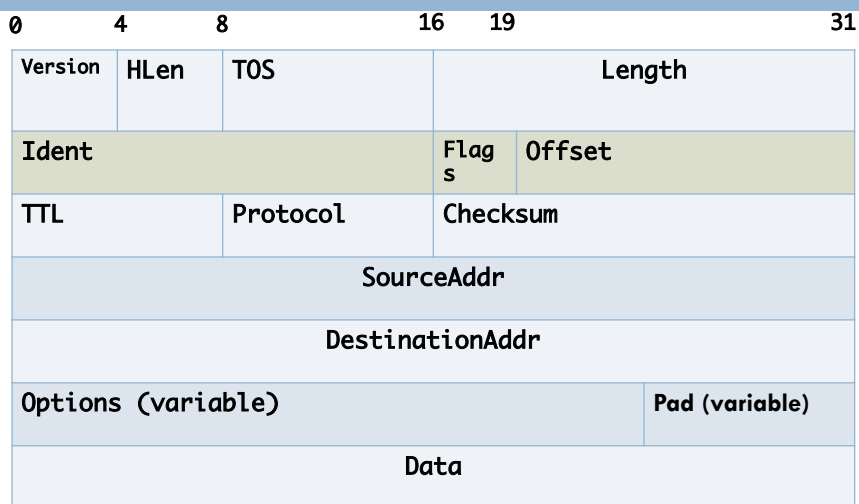 0 4 8 16 19 31
Version HLen TOS Length
Ident Flag Offset
s
TTL Protocol Checksum
SourceAddr
DestinationAddr
Options (variable) Pad (variable)
Data